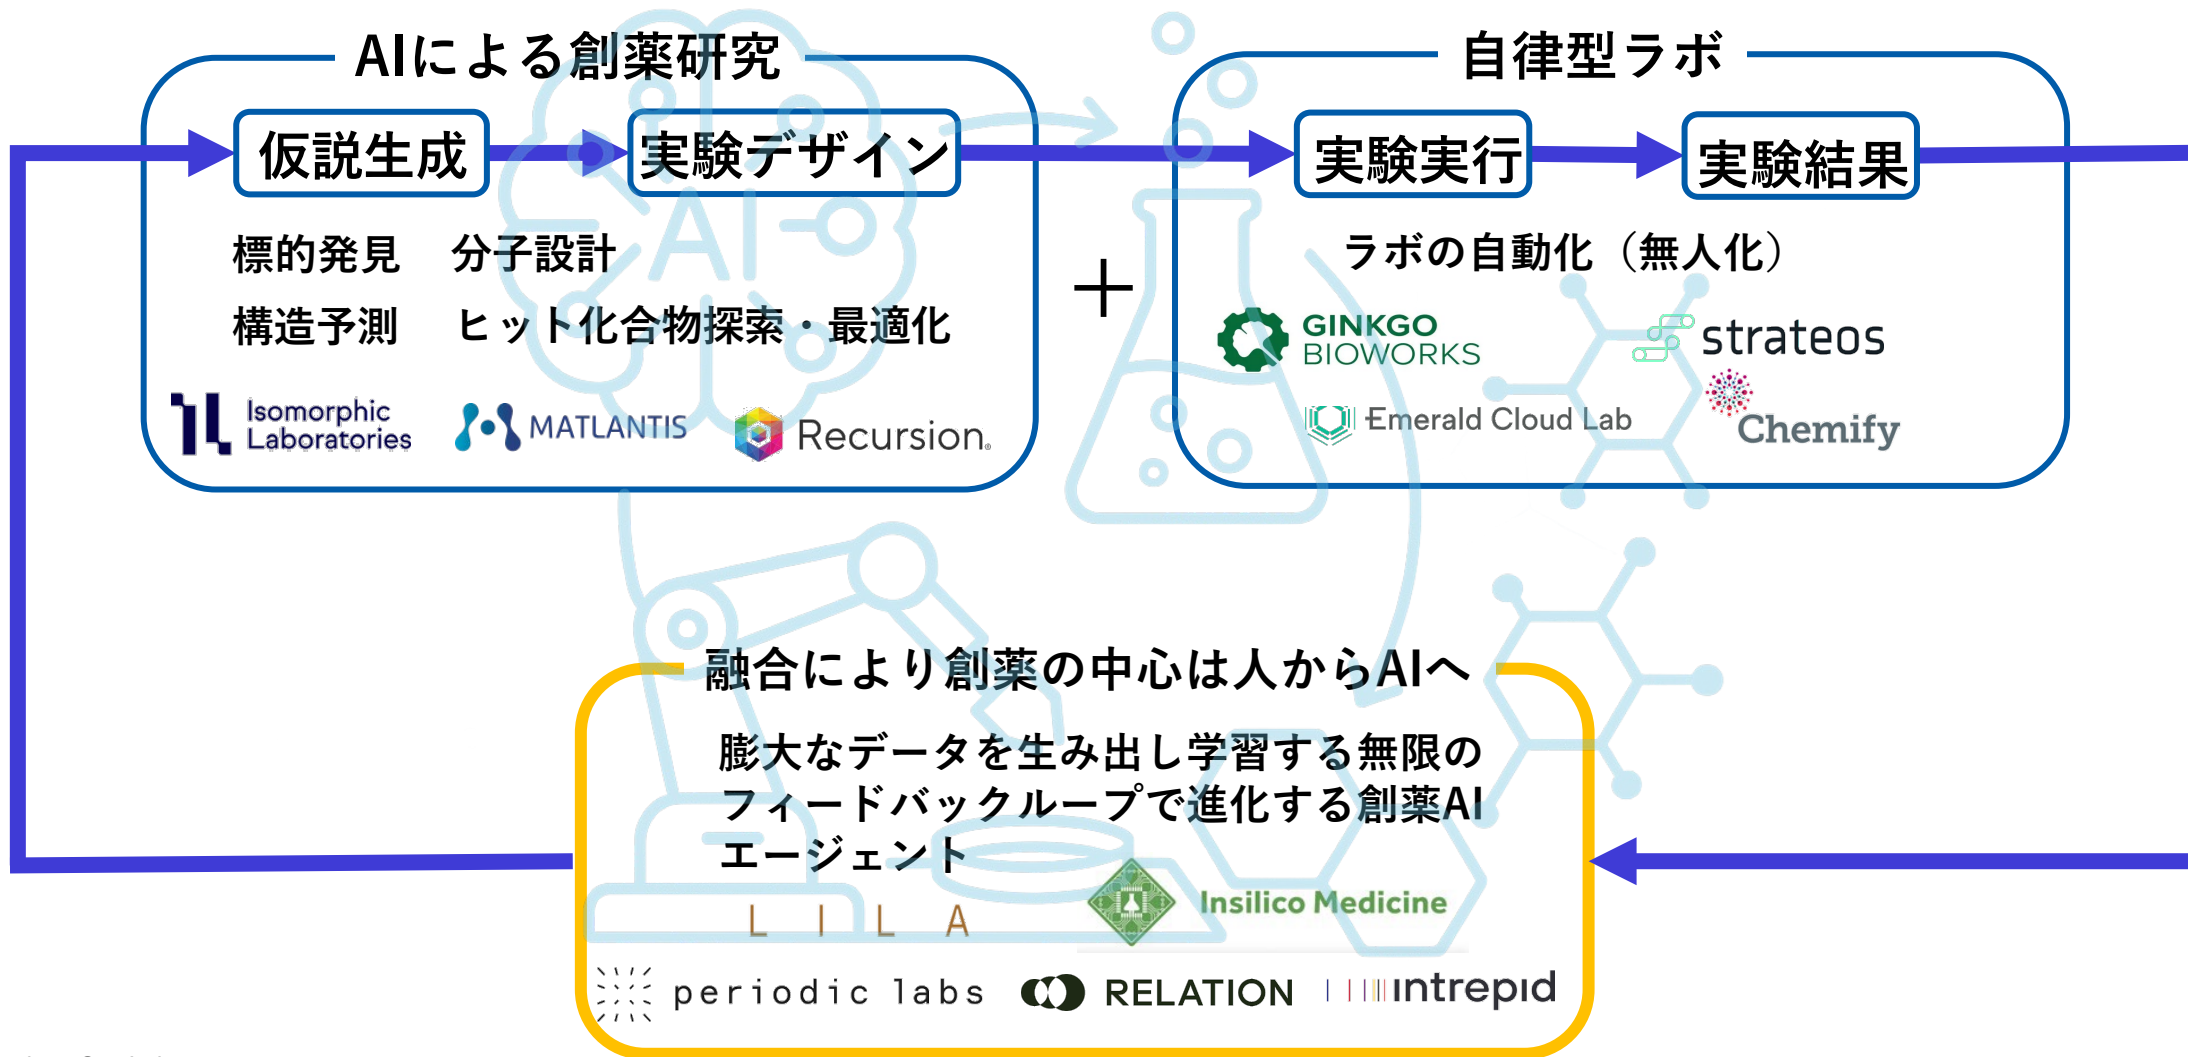 AIによる創薬研究
自律型ラボ
仮説生成
実験デザイン
実験実行
実験結果
標的発見 分子設計
構造予測 ヒット化合物探索・最適化
Isomorphic
Laboratories
MATLANTIS
Recursion
AI
+
ラボの自動化(無人化)
GINKGO
BIOWORKS
strateos
Emerald Cloud Lab
Chemify
融合により創薬の中心は人からAIへ
膨大なデータを生み出し学習する無限の
フィードバックループで進化する創薬AI
エージェント
LILA
Insilico Medicine
periodic labs
RELATION
intrepid